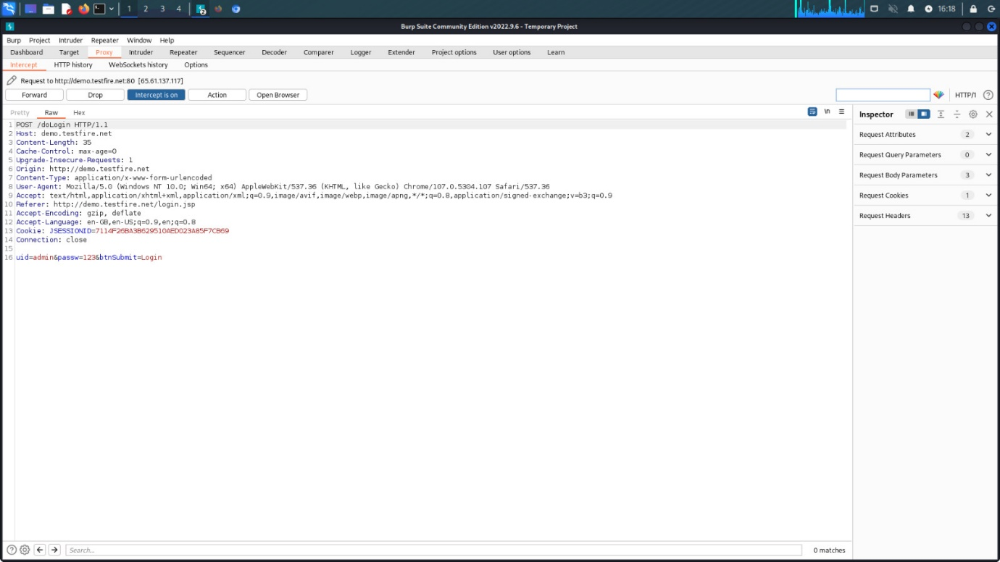 1 2 3 4 2 16:18
Burp Suite Community Edition v2022.9.6 - Temporary Project
Burp Project Intruder Repeater Window Help
Dashboard Target Proxy Intruder Repeater Sequencer Decoder Comparer Logger Extender Project options User options Learn
Intercept HTTP history WebSockets history Options
Request to http://demo.testfire.net:80 [65.61.137.117]
Forward Drop Intercept is on Action Open Browser HTTP/1 ?
Pretty Raw Hex \n Inspector
1 POST /doLogin HTTP/1.1
2 Host: demo.testfire.net
3 Content-Length: 35
4 Cache-Control: max-age=0
5 Upgrade-Insecure-Requests: 1
6 Origin: http://demo.testfire.net
7 Content-Type: application/x-www-form-urlencoded
8 User-Agent: Mozilla/5.0 (Windows NT 10.0; Win64; x64) AppleWebKit/537.36 (KHTML, like Gecko) Chrome/107.0.5304.107 Safari/537.36
9 Accept: text/html,application/xhtml+xml,application/xml;q=0.9,image/avif,image/webp,image/apng,*/*;q=0.8,application/signed-exchange;v=b3;q=0.9
10 Referer: http://demo.testfire.net/login.jsp
11 Accept-Encoding: gzip, deflate
12 Accept-Language: en-GB,en-US;q=0.9,en;q=0.8
13 Cookie: JSESSIONID=7114F26BA3B629510AED023A85F7CB69
14 Connection: close
15
16 uid=admin&passw=123&btnSubmit=Login
Request Attributes 2
Request Query Parameters 0
Request Body Parameters 3
Request Cookies 1
Request Headers 13
? Search... 0 matches